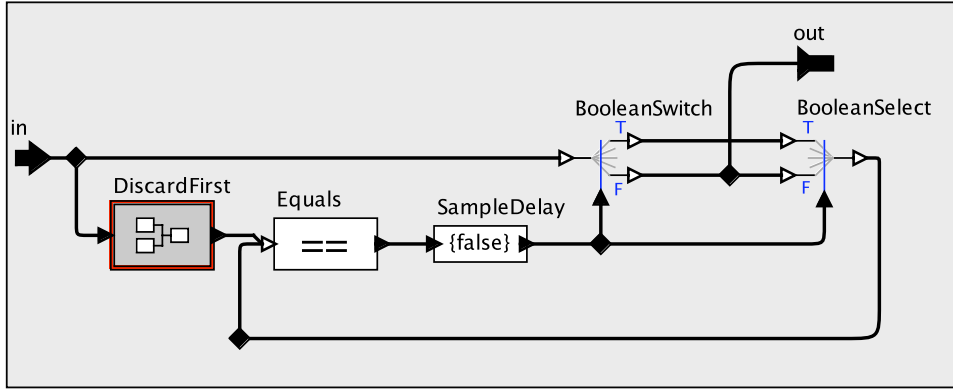 out
BooleanSwitch
BooleanSelect
T
T
in
DiscardFirst
Equals
F
F
SampleDelay
==
{false}